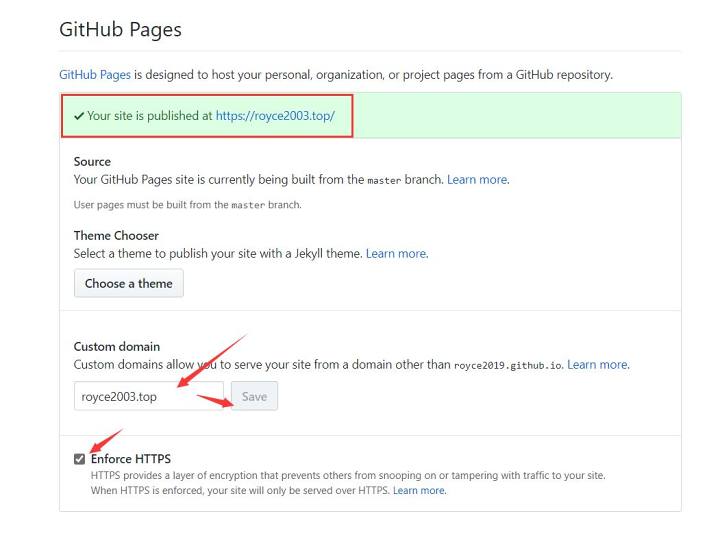 GitHub Pages
GitHub Pages is designed to host your personal, organization, or project pages from a GitHub repository.
✔ Your site is published at https://royce2003.top/
Source
Your GitHub Pages site is currently being built from the master branch. Learn more.
User pages must be built from the master branch.
Theme Chooser
Select a theme to publish your site with a Jekyll theme. Learn more.
Choose a theme
Custom domain
Custom domains allow you to serve your site from a domain other than royce2019.github.io. Learn more.
royce2003.top Save
Enforce HTTPS
HTTPS provides a layer of encryption that prevents others from snooping on or tampering with traffic to your site.
When HTTPS is enforced, your site will only be served over HTTPS. Learn more.